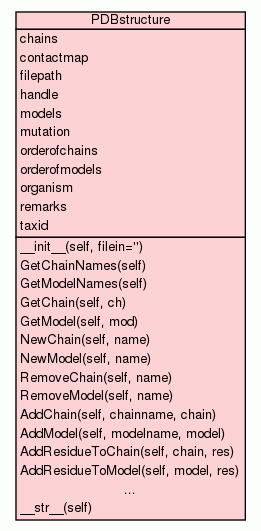 PDBstructure
chains
contactmap
filepath
handle
models
mutation
orderofchains
orderofmodels
organism
remarks
taxid
__init__(self, filein='')
GetChainNames(self)
GetModelNames(self)
GetChain(self, ch)
GetModel(self, mod)
NewChain(self, name)
NewModel(self, name)
RemoveChain(self, name)
RemoveModel(self, name)
AddChain(self, chainname, chain)
AddModel(self, modelname, model)
AddResidueToChain(self, chain, res)
AddResidueToModel(self, model, res)
...
__str__(self)